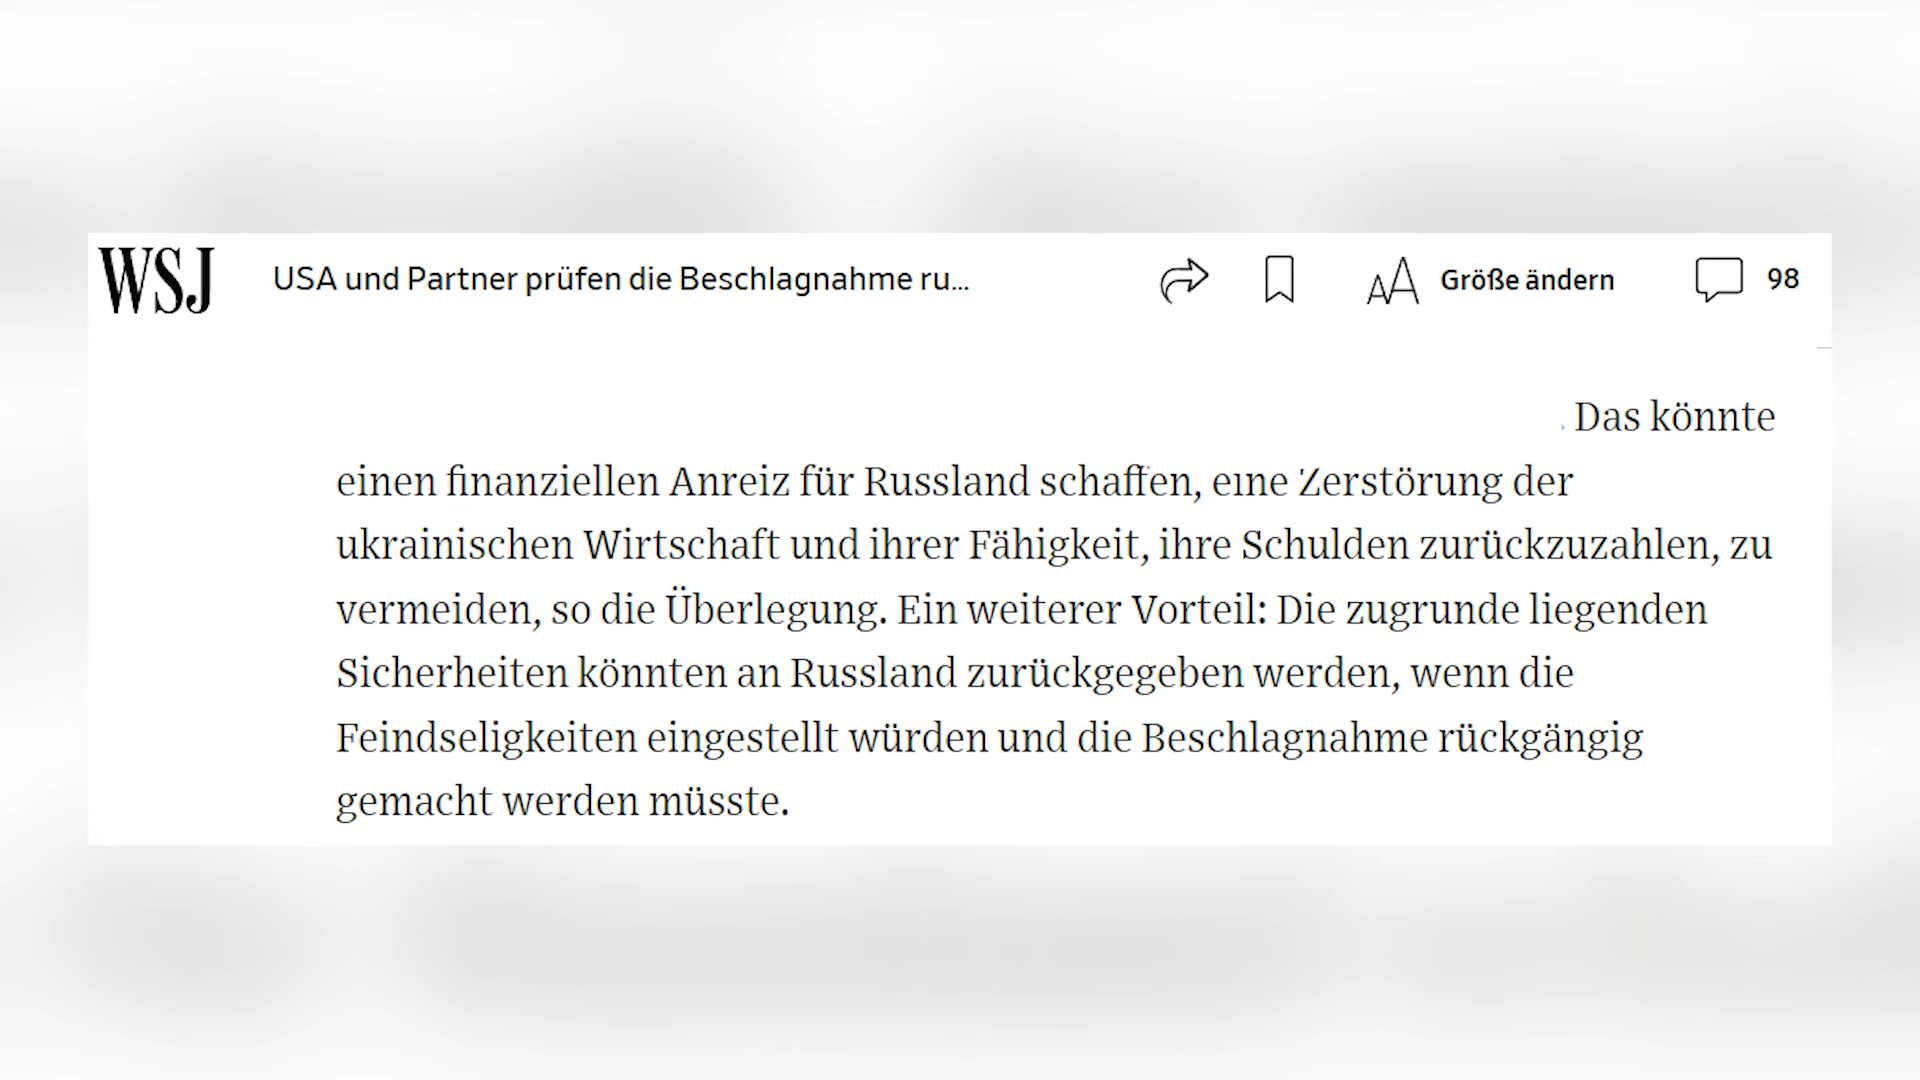 WSJ
USA und Partner prüfen die Beschlagnahme ru...
Größe ändern
98
Das könnte
einen finanziellen Anreiz für Russland schaffen, eine Zerstörung der
ukrainischen Wirtschaft und ihrer Fähigkeit, ihre Schulden zurückzuzahlen, zu
vermeiden, so die Überlegung. Ein weiterer Vorteil: Die zugrunde liegenden
Sicherheiten könnten an Russland zurückgegeben werden, wenn die
Feindseligkeiten eingestellt würden und die Beschlagnahme rückgängig
gemacht werden müsste.